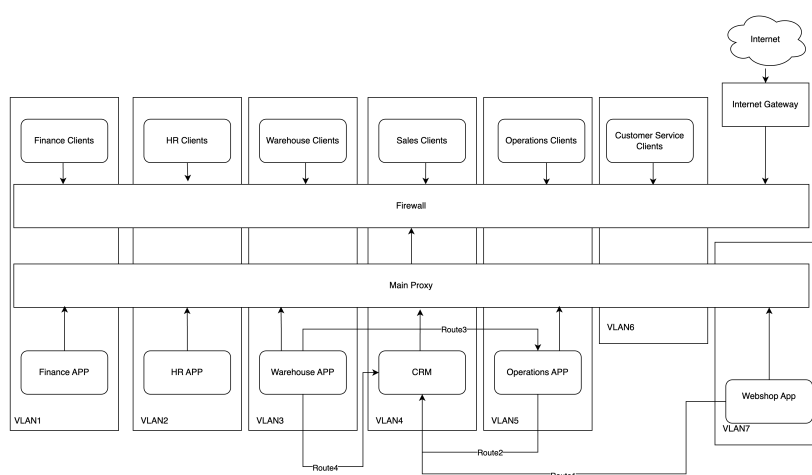 Internet
Internet Gateway
Finance Clients
HR Clients
Warehouse Clients
Sales Clients
Operations Clients
Customer Service
Clients
Firewall
Main Proxy
Route3
VLAN6
Finance APP
HR APP
Warehouse APP
CRM
Operations APP
Webshop App
VLAN1
VLAN2
VLAN3
VLAN4
VLAN5
VLAN7
Route2
Route4